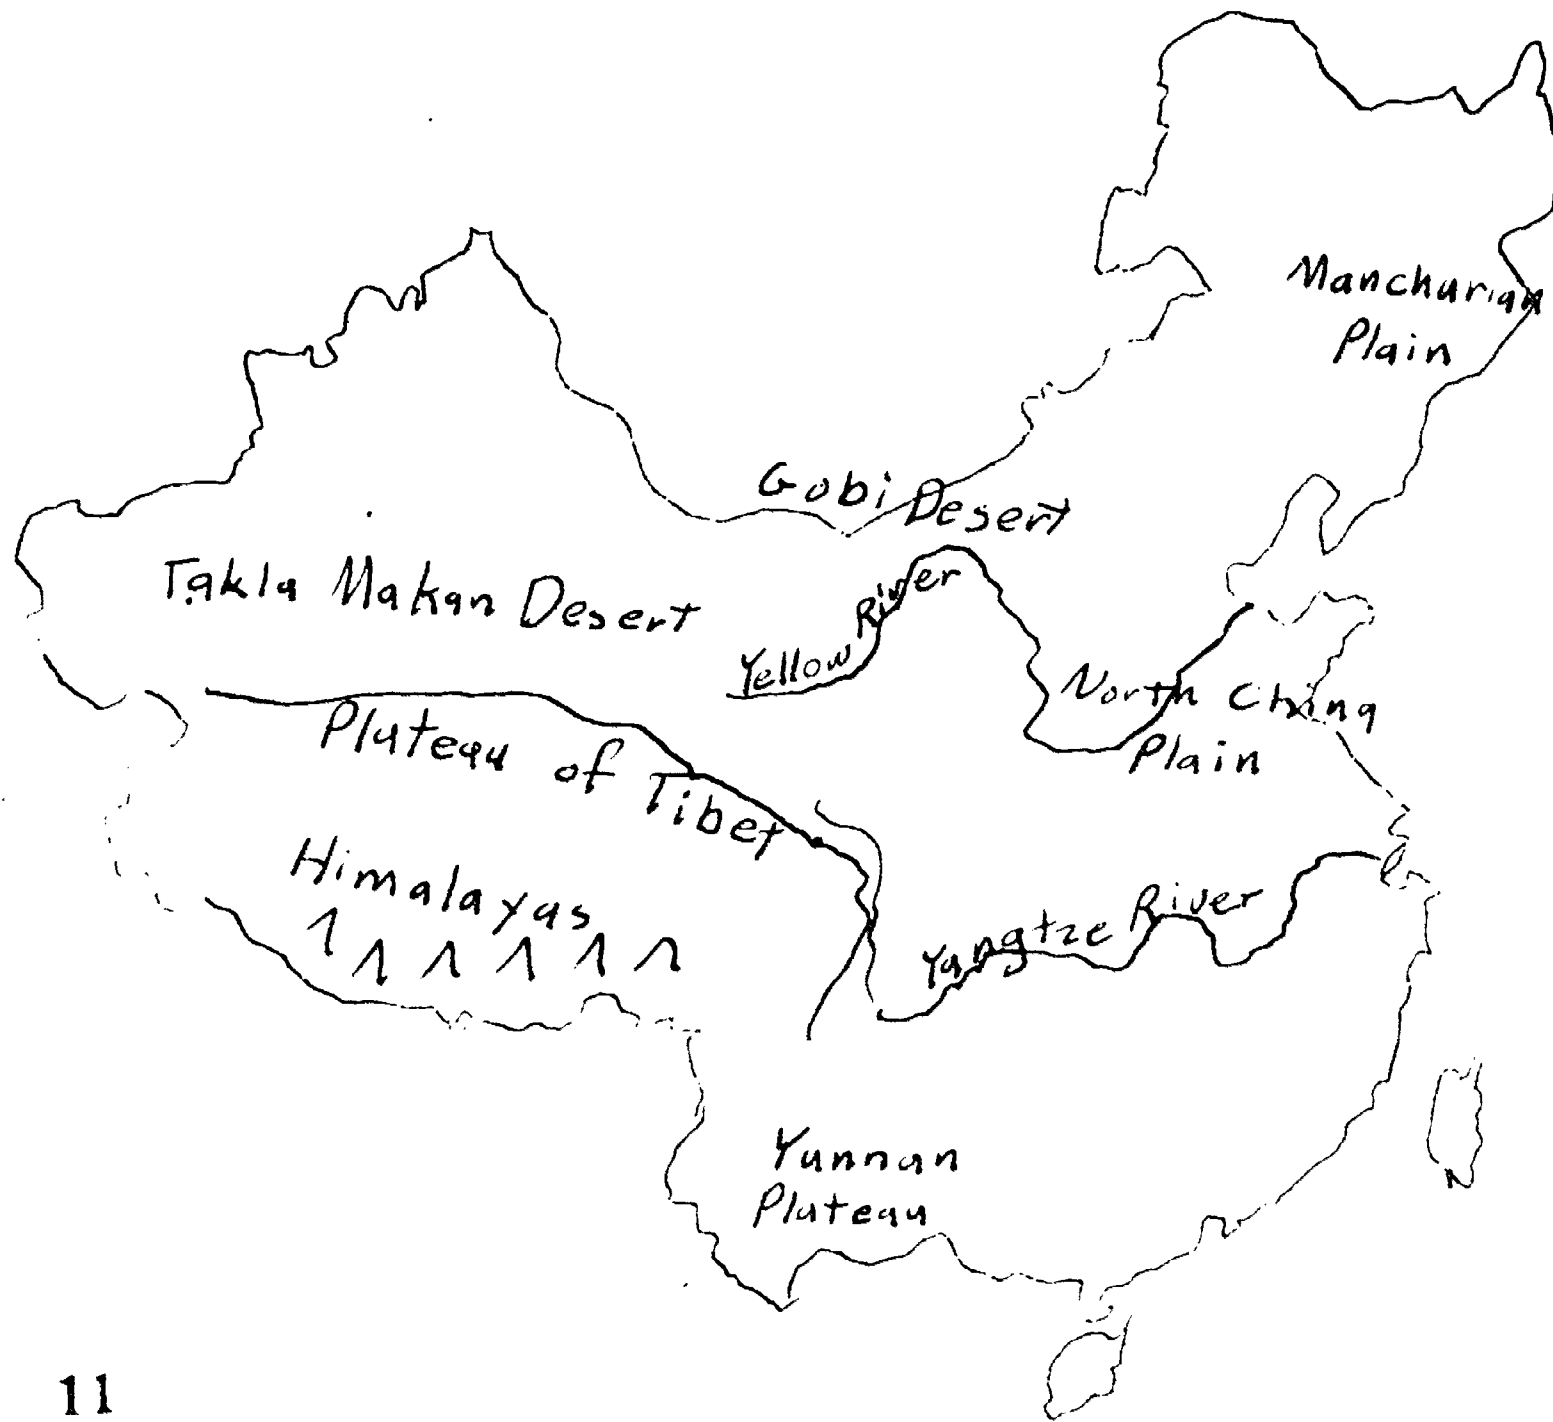 Manchurian
Plain
Gobi Desert
Takla Makan Desert
Yellow River
North China
Plain
Plateau of Tibet
Himalayas
Yangtze River
Yunnan
Plateau
11